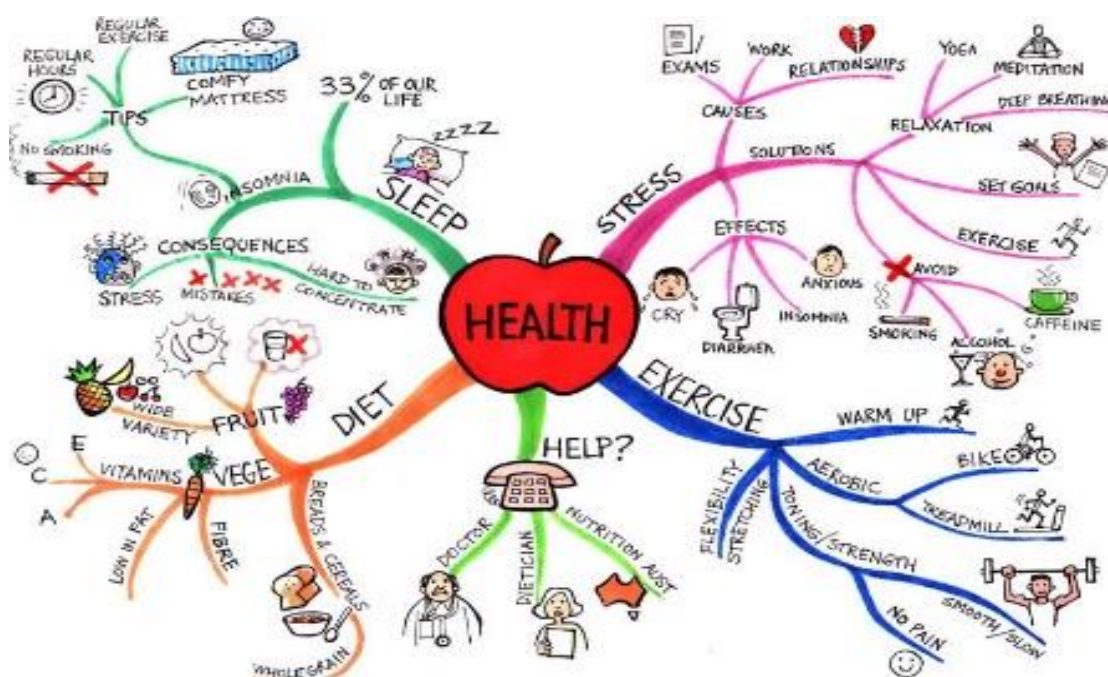 HEALTH
SLEEP
33% OF OUR
LIFE
zzzz
INSOMNIA
TIPS
REGULAR
EXERCISE
REGULAR
HOURS
COMFY
MATTRESS
NO SMOKING
CONSEQUENCES
STRESS
MISTAKES
HARD TO
CONCENTRATE
STRESS
CAUSES
EXAMS
WORK
RELATIONSHIPS
SOLUTIONS
RELAXATION
YOGA
MEDITATION
DEEP BREATHING
SET GOALS
EXERCISE
AVOID
SMOKING
ALCOHOL
CAFFEINE
EFFECTS
CRY
DIARRHEA
INSOMNIA
ANXIOUS
EXERCISE
WARM UP
AEROBIC
BIKE
TREADMILL
TONING/STRENGTH
SMOOTH/SLOW
NO PAIN
FLEXIBILITY
STRETCHING
HELP?
DOCTOR
DIETICIAN
NUTRITION AUST
DIET
FRUIT
WIDE
VARIETY
VEGE
VITAMINS
E
C
A
LOW IN FAT
FIBRE
BREADS & CEREALS
WHOLEGRAIN